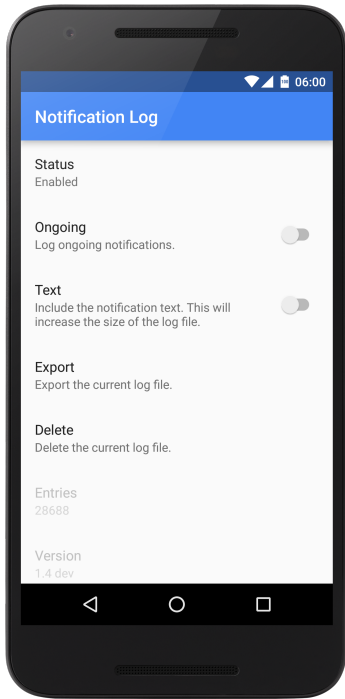 06:00
Notification Log
Status
Enabled
Ongoing
Log ongoing notifications.
Text
Include the notification text. This will
increase the size of the log file.
Export
Export the current log file.
Delete
Delete the current log file.
Entries
28688
Version
1.4 dev